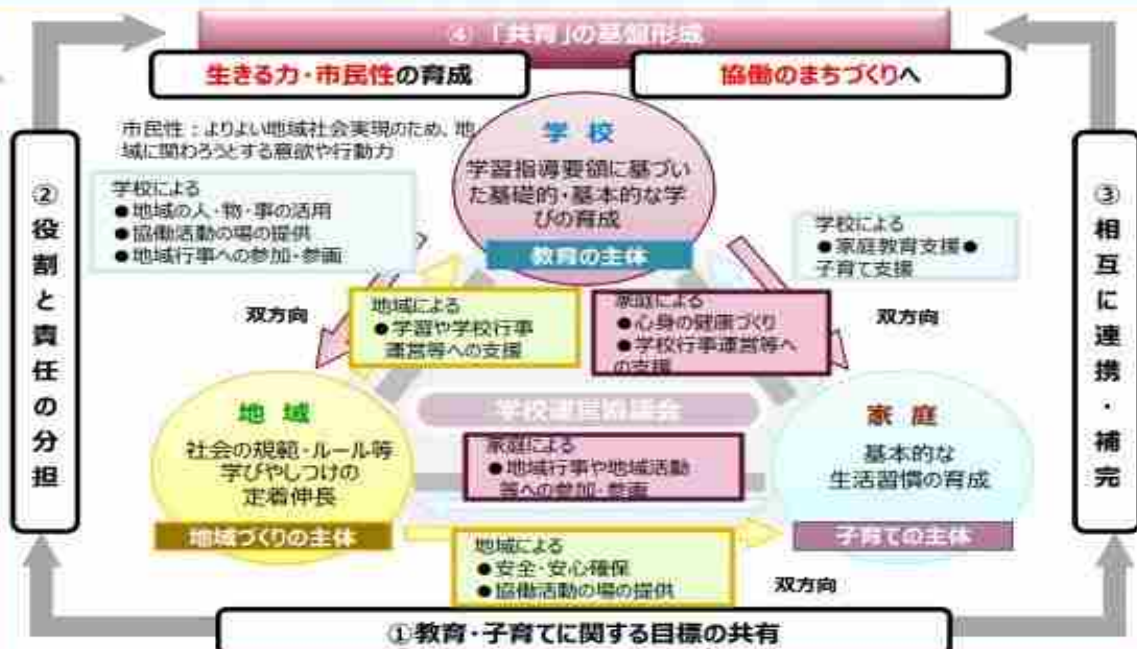 ④「共育」の基盤形成
生きる力・市民性の育成
協働のまちづくりへ
市民性：よりよい地域社会実現のため、地
域に関わろうとする意欲や行動力
学校
学習指導要領に基づい
た基礎的・基本的な学
びの育成
教育の主体
学校による
●地域の人・物・事の活用
●協働活動の場の提供
●地域行事への参加・参画
学校による
●家庭教育支援●
子育て支援
②役割と責任の分担
③相互に連携・補完
双方向
地域による
●学習や学校行事
運営等への支援
家庭による
●心身の健康づくり
●学校行事運営等へ
の支援
双方向
地域
社会の規範・ルール等
学びやしつけの
定着伸長
地域づくりの主体
学校運営協議会
家庭による
●地域行事や地域活動
等への参加・参画
家庭
基本的な
生活習慣の育成
子育ての主体
地域による
●安全・安心確保
●協働活動の場の提供
双方向
①教育・子育てに関する目標の共有